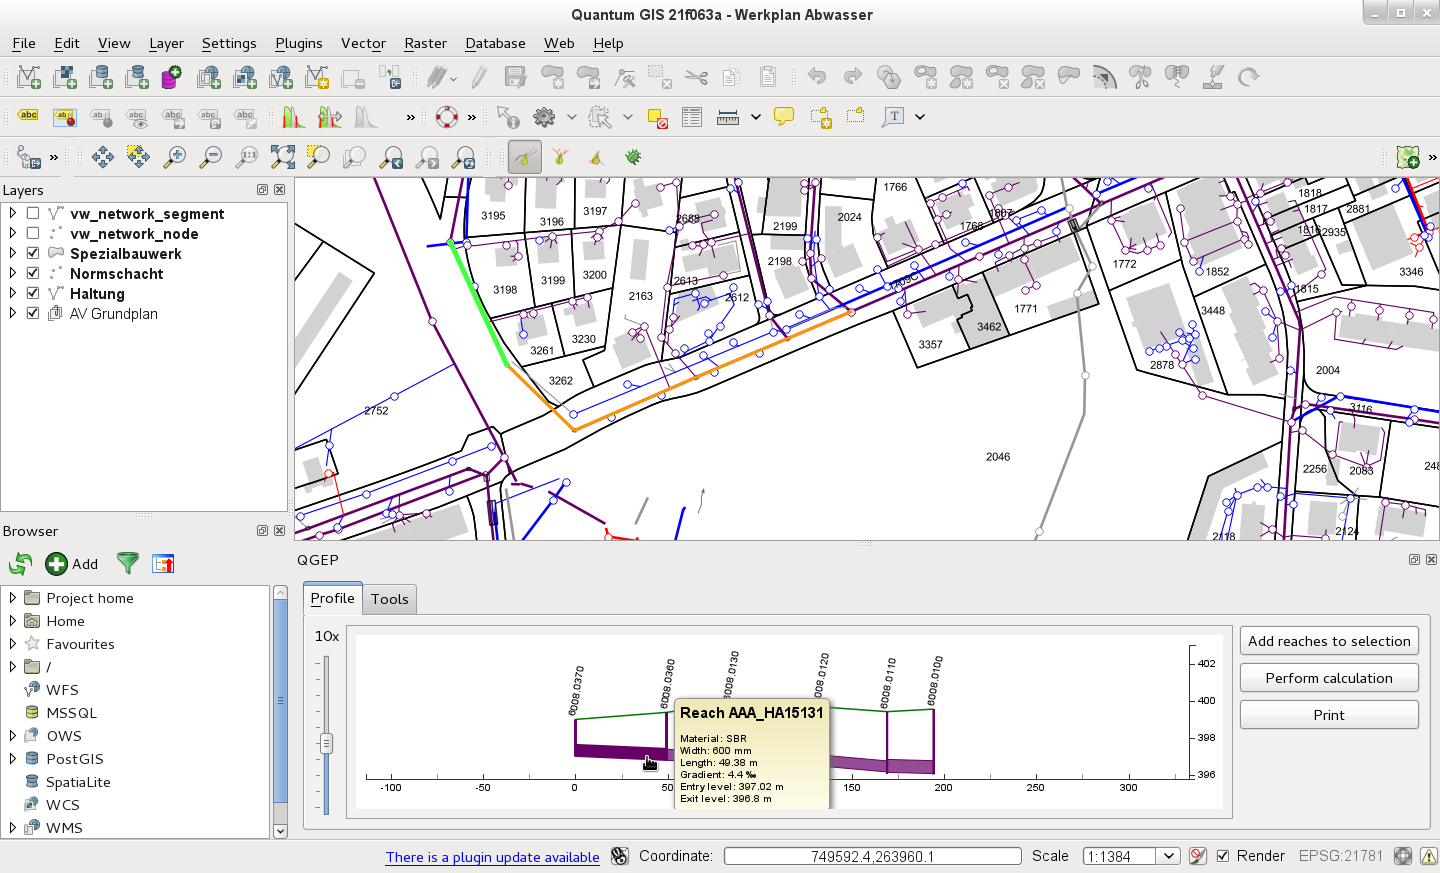 Quantum GIS 21f063a - Werkplan Abwasser
File Edit View Layer Settings Plugins Vector Raster Database Web Help
Layers
vw_network_segment
vw_network_node
Spezialbauwerk
Normschacht
Haltung
AV Grundplan
Browser
Add
Project home
Home
Favourites
/
WFS
MSSQL
OWS
PostGIS
SpatiaLite
WCS
WMS
3195
3196
3197
2688
2199
2024
1766
1768
1807
1818
1817
2881
1816
2935
3346
3198
3199
3200
2163
2613
2612
2198
1772
1852
1815
3448
1771
3462
3357
3261
3230
3262
2878
2004
3116
2752
2046
2256
2083
248
2118
2124
QGEP
Profile Tools
10x
6008.0370
6008.0360
6008.0130
6008.0120
6008.0110
6008.0100
402
400
398
396
-100 -50 0 50 150 200 250 300
Reach AAA_HA15131
Material: SBR
Width: 600 mm
Length: 49.38 m
Gradient: 4.4 ‰
Entry level: 397.02 m
Exit level: 396.8 m
Add reaches to selection
Perform calculation
Print
There is a plugin update available Coordinate: 749592.4,263960.1 Scale 1:1384 Render EPSG:21781